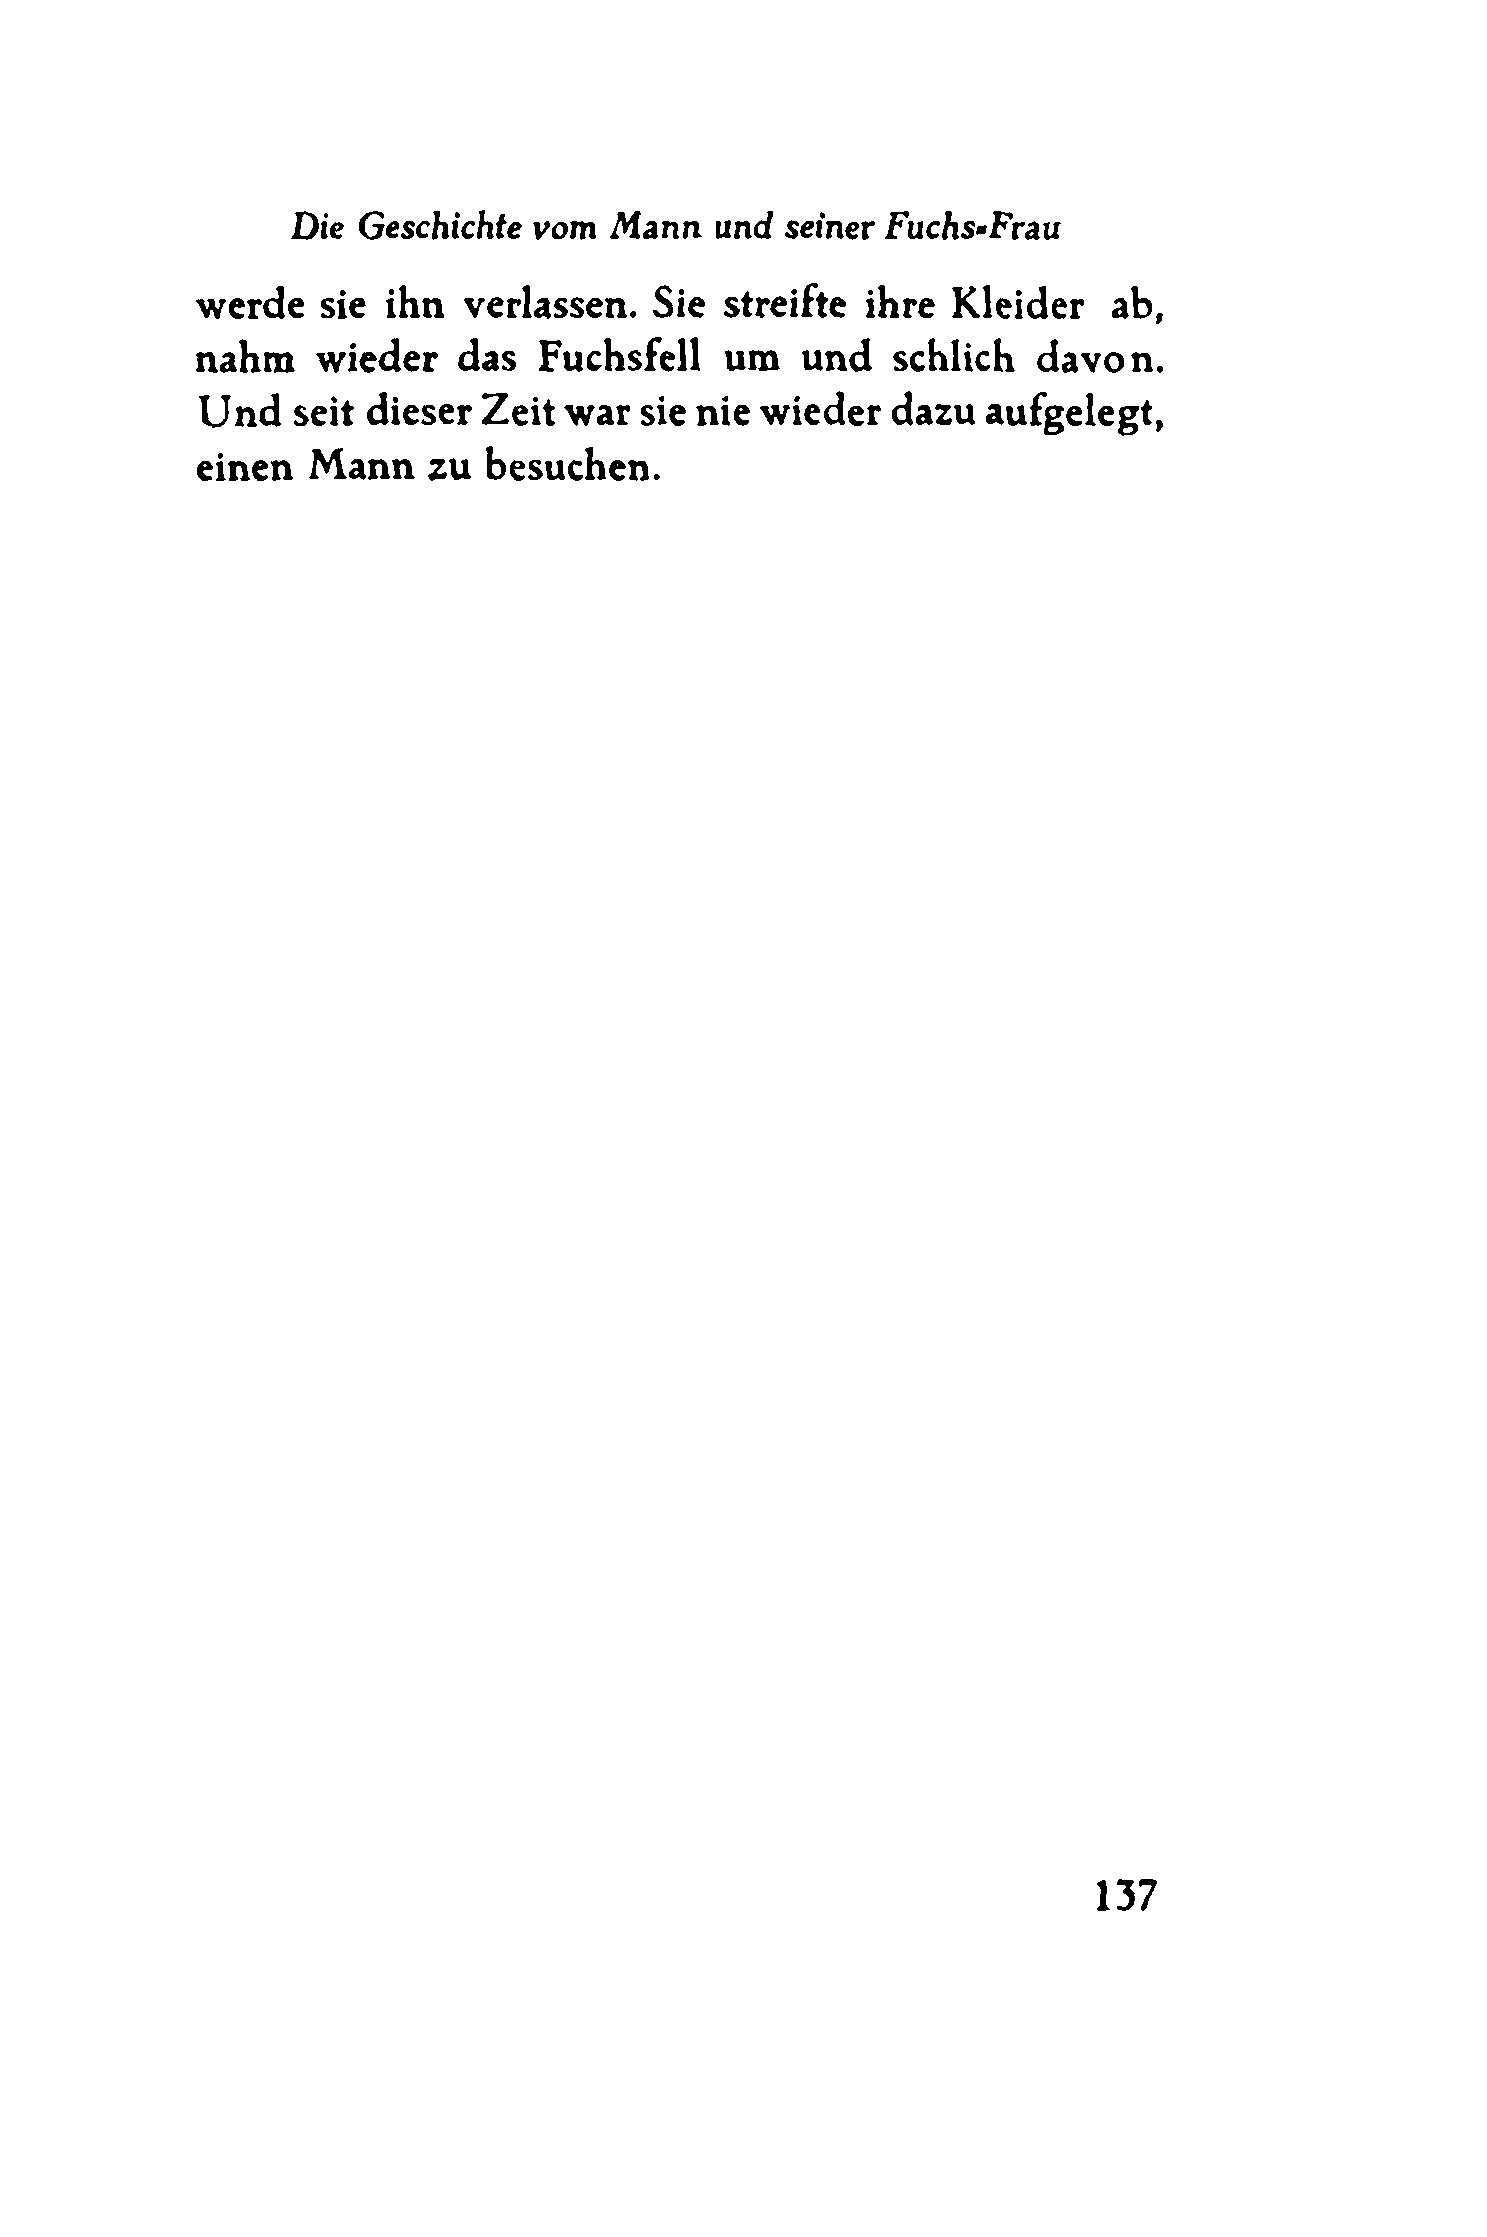 Die Geschichte vom Mann und seiner Fuchs-Frau
werde sie ihn verlassen. Sie streifte ihre Kleider ab,
nahm wieder das Fuchsfell um und schlich davon.
Und seit dieser Zeit war sie nie wieder dazu aufgelegt,
einen Mann zu besuchen.
137